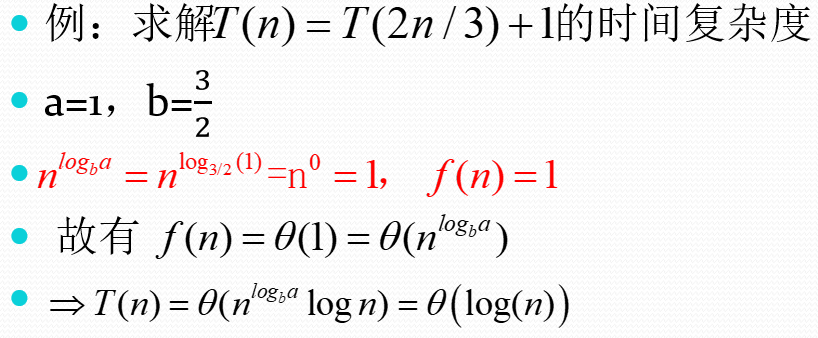 例：求解T(n) = T(2n / 3) + 1的时间复杂度
a=1，b=3/2
n^{log_b a} = n^{log_{3/2}(1)}=n^0 = 1， f(n) = 1
故有 f(n) = θ(1) = θ(n^{log_b a})
⇒ T(n) = θ(n^{log_b a} log n) = θ(log(n))